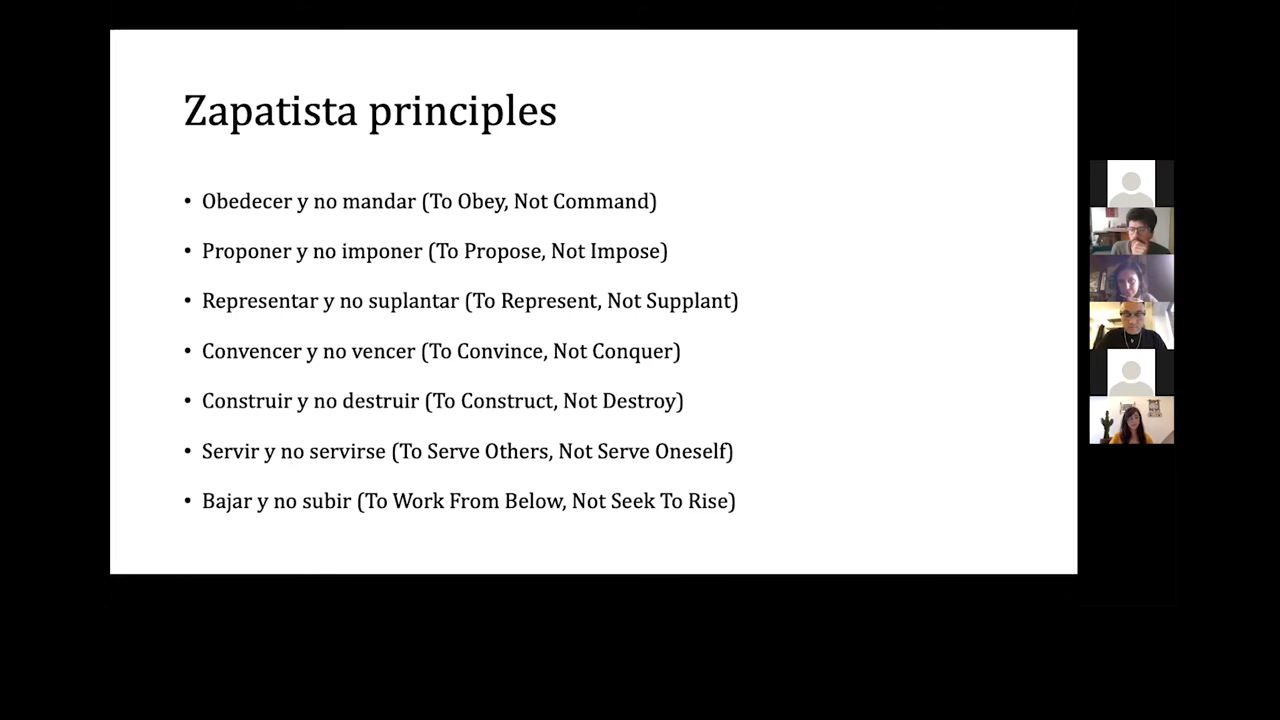 Zapatista principles
• Obedecer y no mandar (To Obey, Not Command)
• Proponer y no imponer (To Propose, Not Impose)
• Representar y no suplantar (To Represent, Not Supplant)
• Convencer y no vencer (To Convince, Not Conquer)
• Construir y no destruir (To Construct, Not Destroy)
• Servir y no servirse (To Serve Others, Not Serve Oneself)
• Bajar y no subir (To Work From Below, Not Seek To Rise)